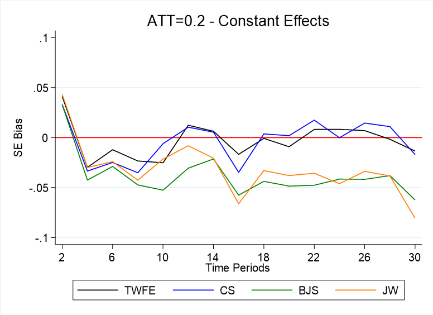 ATT=0.2 - Constant Effects
.1
.05
0
-.05
-.1
SE Bias
2 6 10 14 18 22 26 30
Time Periods
TWFE CS BJS JW